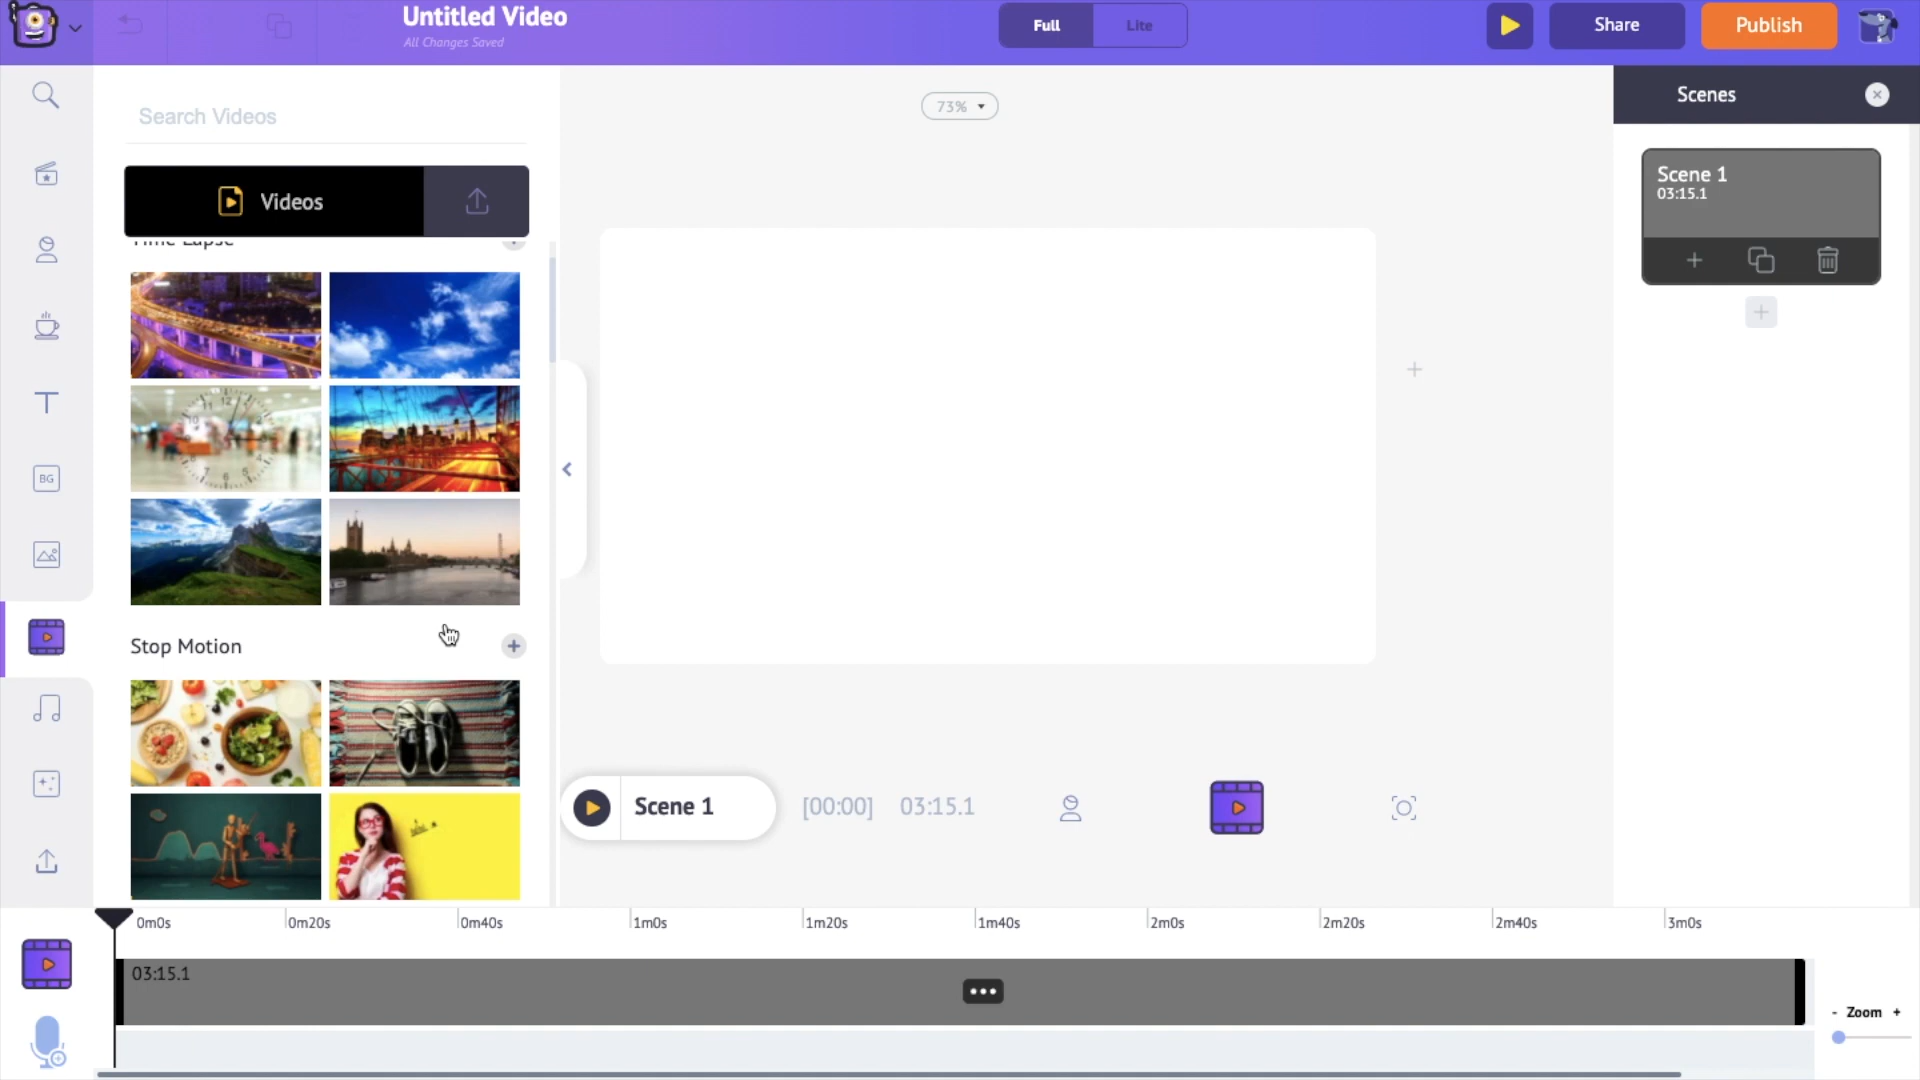 Untitled Video
All Changes Saved
Full
Lite
Share
Publish
Search Videos
73%
Scenes
Videos
Scene 1
03:15.1
Time Lapse
BG
Stop Motion
Scene 1
[00:00]
03:15.1
0m0s
0m20s
0m40s
1m0s
1m20s
1m40s
2m0s
2m20s
2m40s
3m0s
03:15.1
- Zoom +